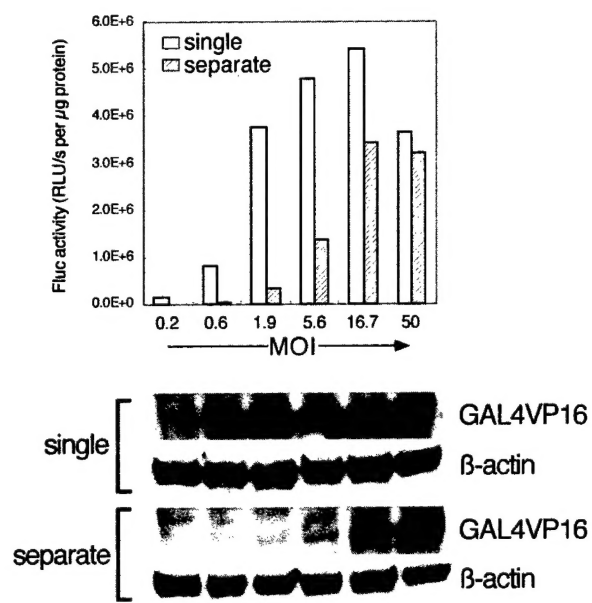 6.0E+6
5.0E+6
4.0E+6
3.0E+6
2.0E+6
1.0E+6
0.0E+0
Fluc activity (RLU/s per µg protein)
single
separate
0.2 0.6 1.9 5.6 16.7 50
MOI
single
GAL4VP16
ß-actin
separate
GAL4VP16
ß-actin